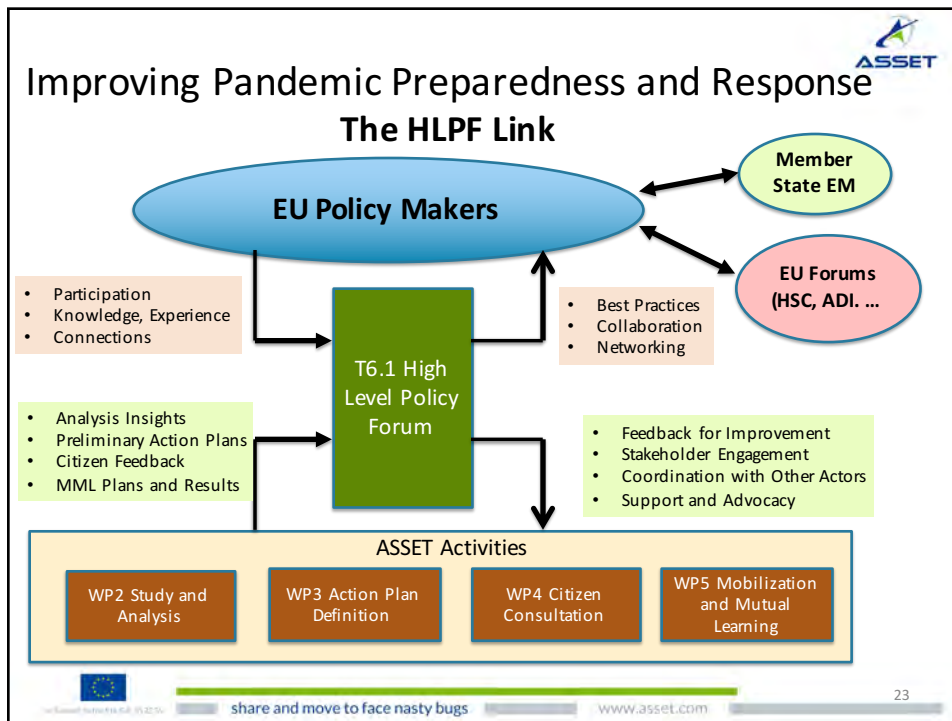 ASSET
Improving Pandemic Preparedness and Response
The HLPF Link
Member
State EM
EU Policy Makers
EU Forums
(HSC, ADI. ...
• Participation
• Knowledge, Experience
• Connections
• Best Practices
• Collaboration
• Networking
T6.1 High
Level Policy
Forum
• Analysis Insights
• Preliminary Action Plans
• Citizen Feedback
• MML Plans and Results
• Feedback for Improvement
• Stakeholder Engagement
• Coordination with Other Actors
• Support and Advocacy
ASSET Activities
WP2 Study and
Analysis
WP3 Action Plan
Definition
WP4 Citizen
Consultation
WP5 Mobilization
and Mutual
Learning
23
share and move to face nasty bugs
www.asset.com